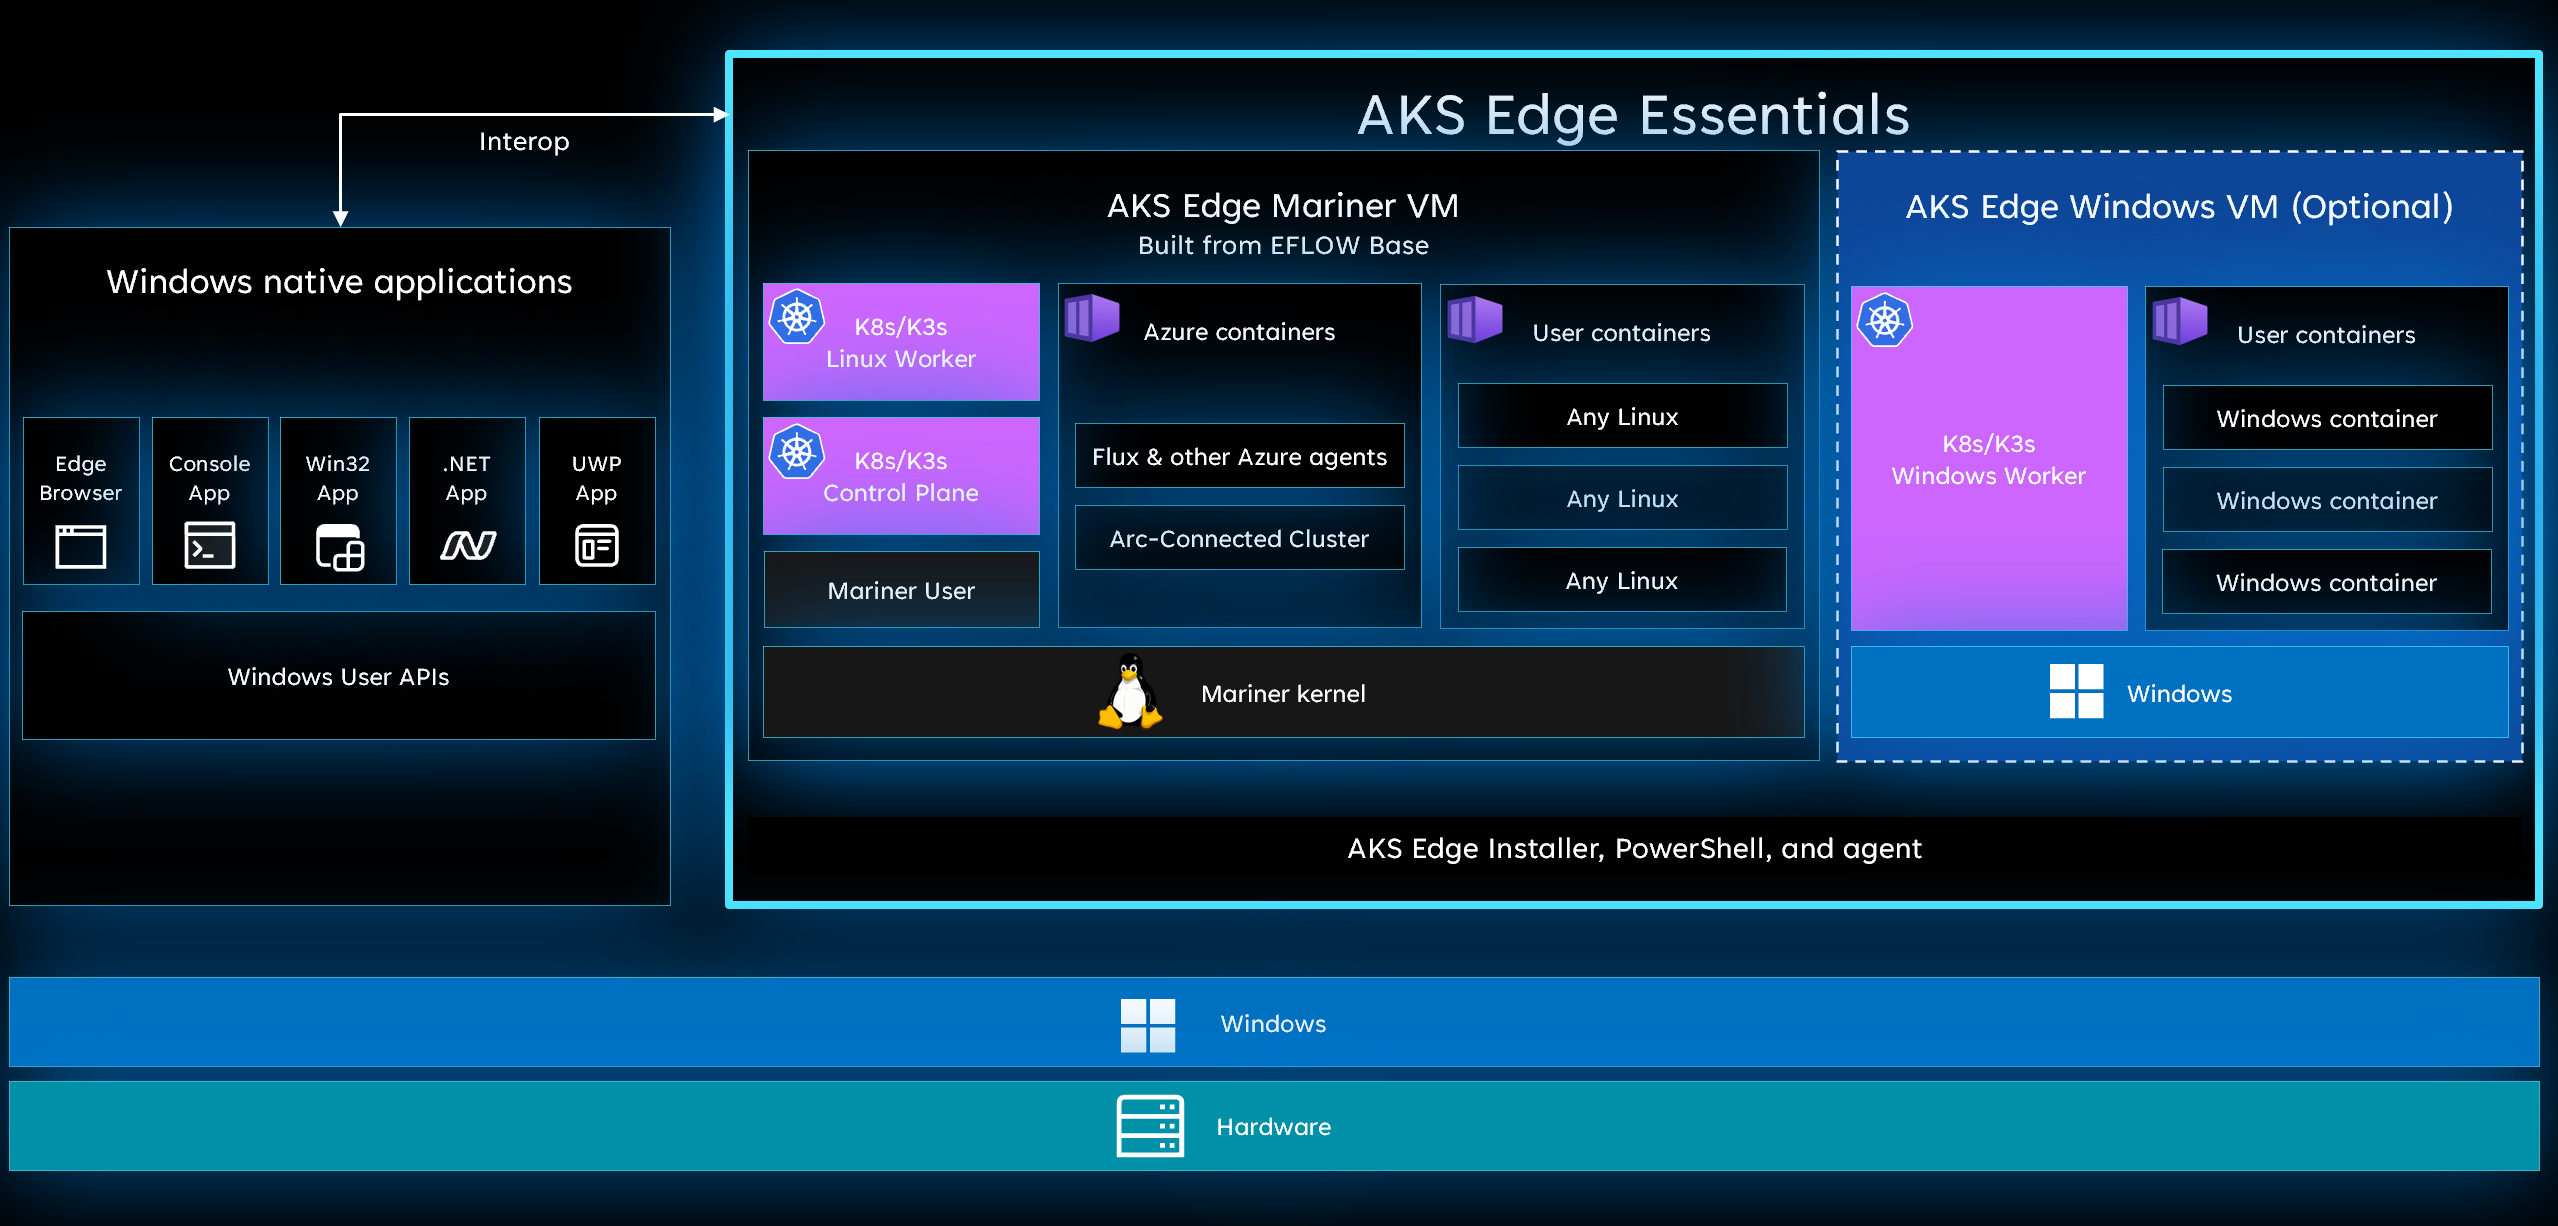 AKS Edge Essentials
Interop
Windows native applications
Edge
Browser
Console
App
Win32
App
.NET
App
UWP
App
Windows User APIs
AKS Edge Mariner VM
Built from EFLOW Base
K8s/K3s
Linux Worker
K8s/K3s
Control Plane
Mariner User
Azure containers
Flux & other Azure agents
Arc-Connected Cluster
User containers
Any Linux
Any Linux
Any Linux
Mariner kernel
AKS Edge Windows VM (Optional)
K8s/K3s
Windows Worker
User containers
Windows container
Windows container
Windows container
Windows
AKS Edge Installer, PowerShell, and agent
Windows
Hardware